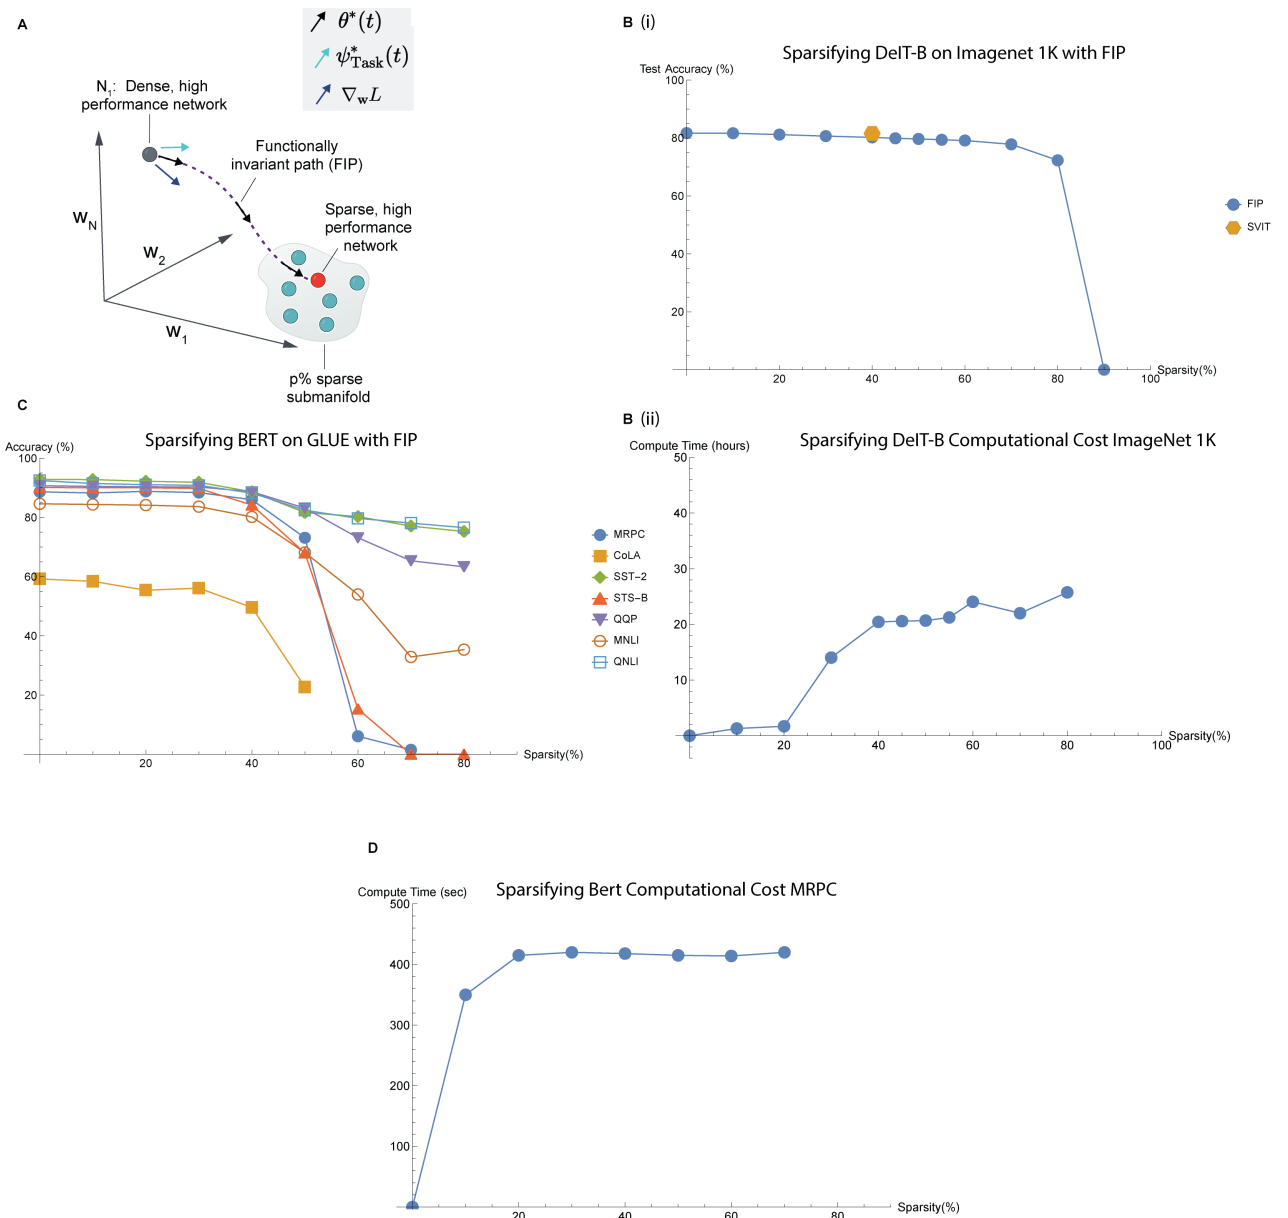 A
θ*(t)
ψ*Task(t)
∇wL
N1: Dense, high
performance network
Functionally
invariant path (FIP)
Sparse, high
performance
network
WN
W2
W1
p% sparse
submanifold
B (i)
Sparsifying DeIT-B on Imagenet 1K with FIP
Test Accuracy (%)
100
80
60
40
20
20 40 60 80 100
Sparsity(%)
FIP
SVIT
C
Sparsifying BERT on GLUE with FIP
Accuracy (%)
100
80
60
40
20
20 40 60 80
Sparsity(%)
MRPC
CoLA
SST-2
STS-B
QQP
MNLI
QNLI
B (ii)
Sparsifying DeIT-B Computational Cost ImageNet 1K
Compute Time (hours)
50
40
30
20
10
20 40 60 80 100
Sparsity(%)
D
Sparsifying Bert Computational Cost MRPC
Compute Time (sec)
500
400
300
200
100
20 40 60 80
Sparsity(%)